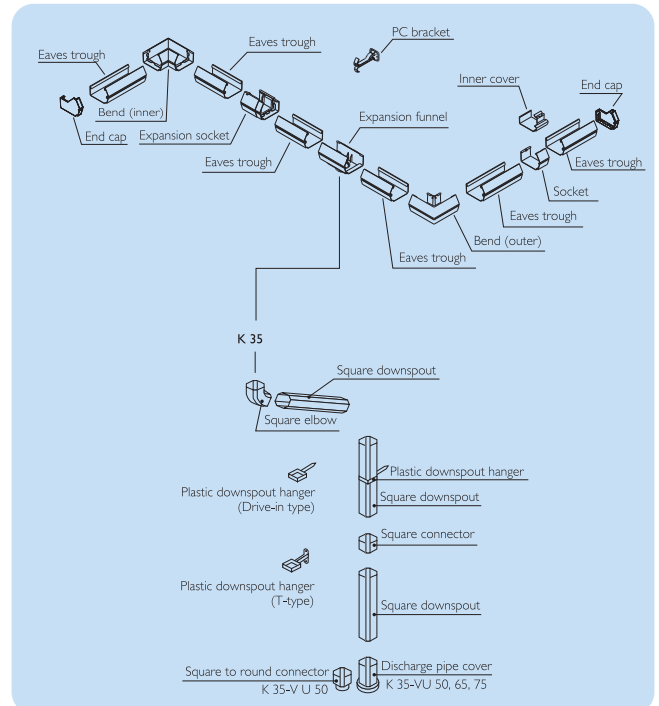 PC bracket
Eaves trough
Eaves trough
Inner cover
End cap
Bend (inner)
Expansion funnel
End cap
Expansion socket
Eaves trough
Eaves trough
Socket
Eaves trough
Bend (outer)
Eaves trough
K 35
Square downspout
Square elbow
Plastic downspout hanger
Plastic downspout hanger
(Drive-in type)
Square downspout
Square connector
Plastic downspout hanger
(T-type)
Square downspout
Square to round connector
K 35-V U 50
Discharge pipe cover
K 35-VU 50, 65, 75